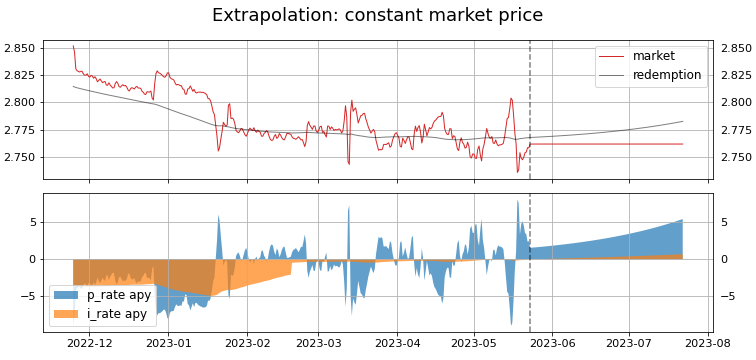 Extrapolation: constant market price
2.850 2.850
2.825 2.825
2.800 2.800
2.775 2.775
2.750 2.750
market
redemption
5 5
0 0
−5 −5
p_rate apy
i_rate apy
2022-12 2023-01 2023-02 2023-03 2023-04 2023-05 2023-06 2023-07 2023-08